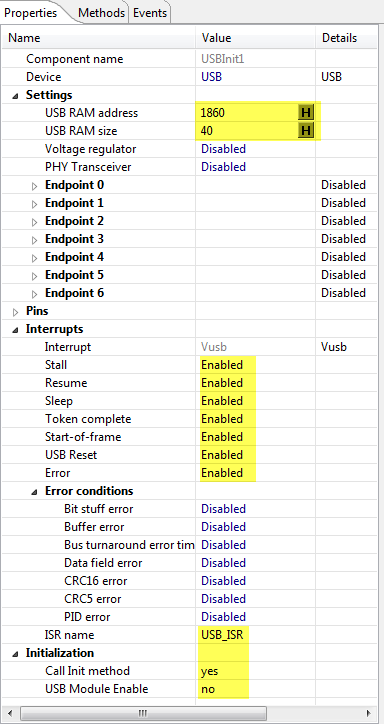 Properties Methods Events
Name Value Details
Component name USBInit1
Device USB USB
Settings
USB RAM address 1860 H
USB RAM size 40 H
Voltage regulator Disabled
PHY Transceiver Disabled
Endpoint 0 Disabled
Endpoint 1 Disabled
Endpoint 2 Disabled
Endpoint 3 Disabled
Endpoint 4 Disabled
Endpoint 5 Disabled
Endpoint 6 Disabled
Pins
Interrupts
Interrupt Vusb Vusb
Stall Enabled
Resume Enabled
Sleep Enabled
Token complete Enabled
Start-of-frame Enabled
USB Reset Enabled
Error Enabled
Error conditions
Bit stuff error Disabled
Buffer error Disabled
Bus turnaround error tim Disabled
Data field error Disabled
CRC16 error Disabled
CRC5 error Disabled
PID error Disabled
ISR name USB_ISR
Initialization
Call Init method yes
USB Module Enable no